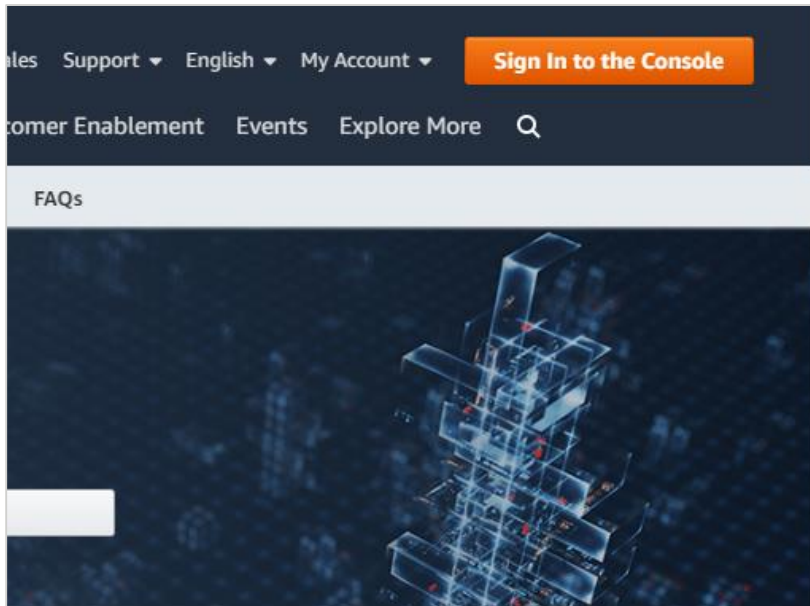 ales Support English My Account Sign In to the Console
tomer Enablement Events Explore More
FAQs